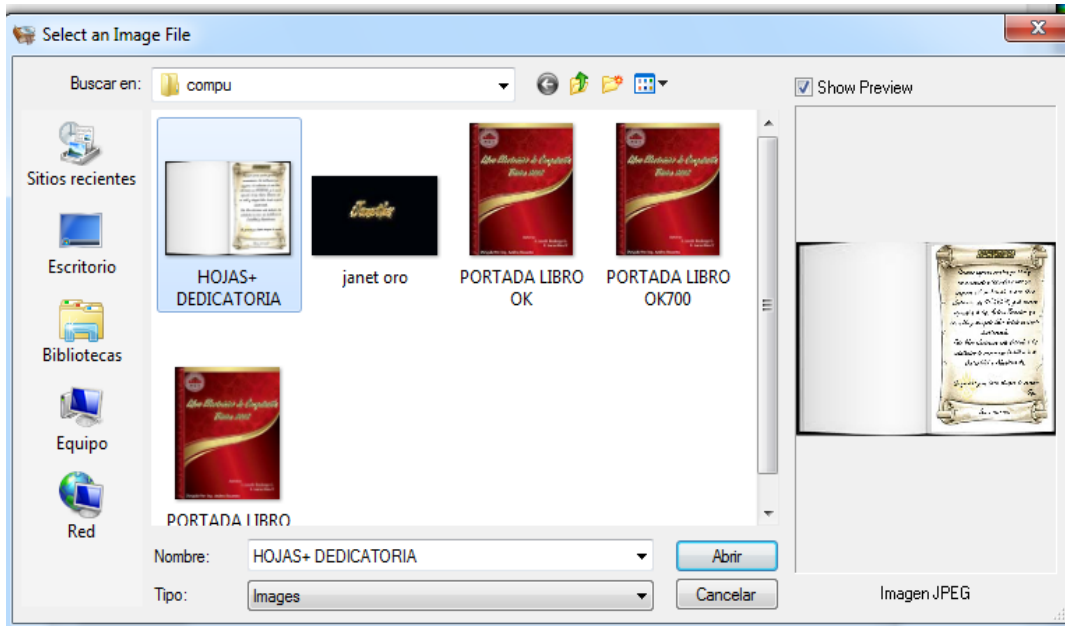 Select an Image File
Buscar en:
compu
Show Preview
Sitios recientes
Escritorio
Bibliotecas
Equipo
Red
HOJAS+
DEDICATORIA
janet oro
PORTADA LIBRO
OK
PORTADA LIBRO
OK700
PORTADA LIBRO
Nombre:
HOJAS+ DEDICATORIA
Abrir
Tipo:
Images
Cancelar
Imagen JPEG